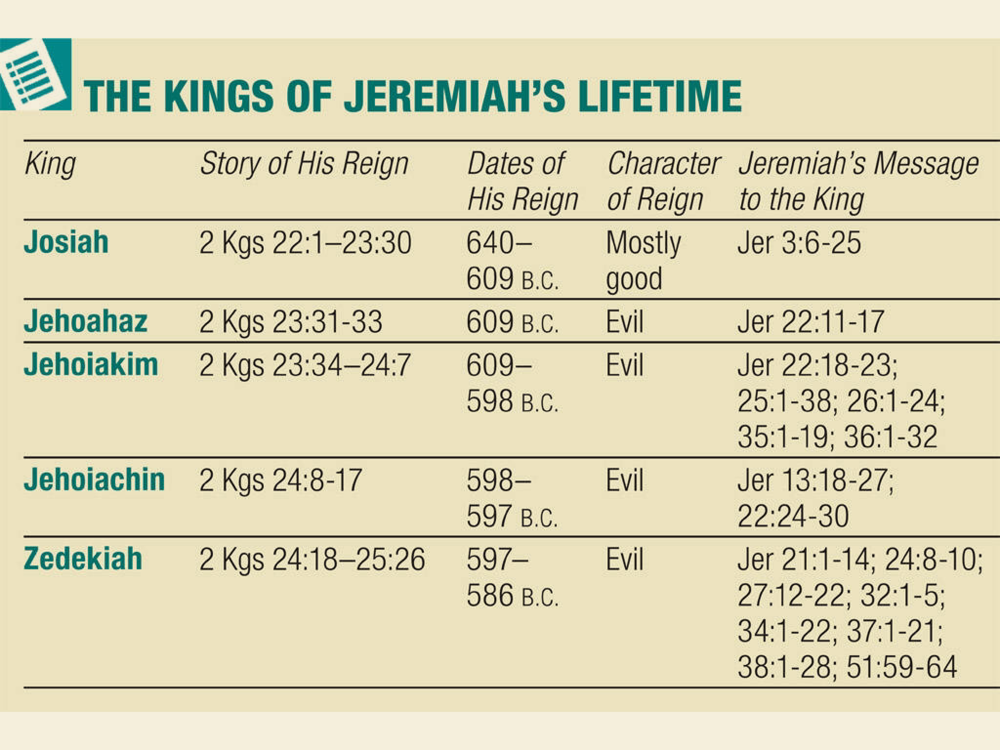 THE KINGS OF JEREMIAH’S LIFETIME
King Story of His Reign Dates of His Reign Character of Reign Jeremiah’s Message to the King
Josiah 2 Kgs 22:1–23:30 640–609 B.C. Mostly good Jer 3:6-25
Jehoahaz 2 Kgs 23:31-33 609 B.C. Evil Jer 22:11-17
Jehoiakim 2 Kgs 23:34–24:7 609–598 B.C. Evil Jer 22:18-23; 25:1-38; 26:1-24; 35:1-19; 36:1-32
Jehoiachin 2 Kgs 24:8-17 598–597 B.C. Evil Jer 13:18-27; 22:24-30
Zedekiah 2 Kgs 24:18–25:26 597–586 B.C. Evil Jer 21:1-14; 24:8-10; 27:12-22; 32:1-5; 34:1-22; 37:1-21; 38:1-28; 51:59-64